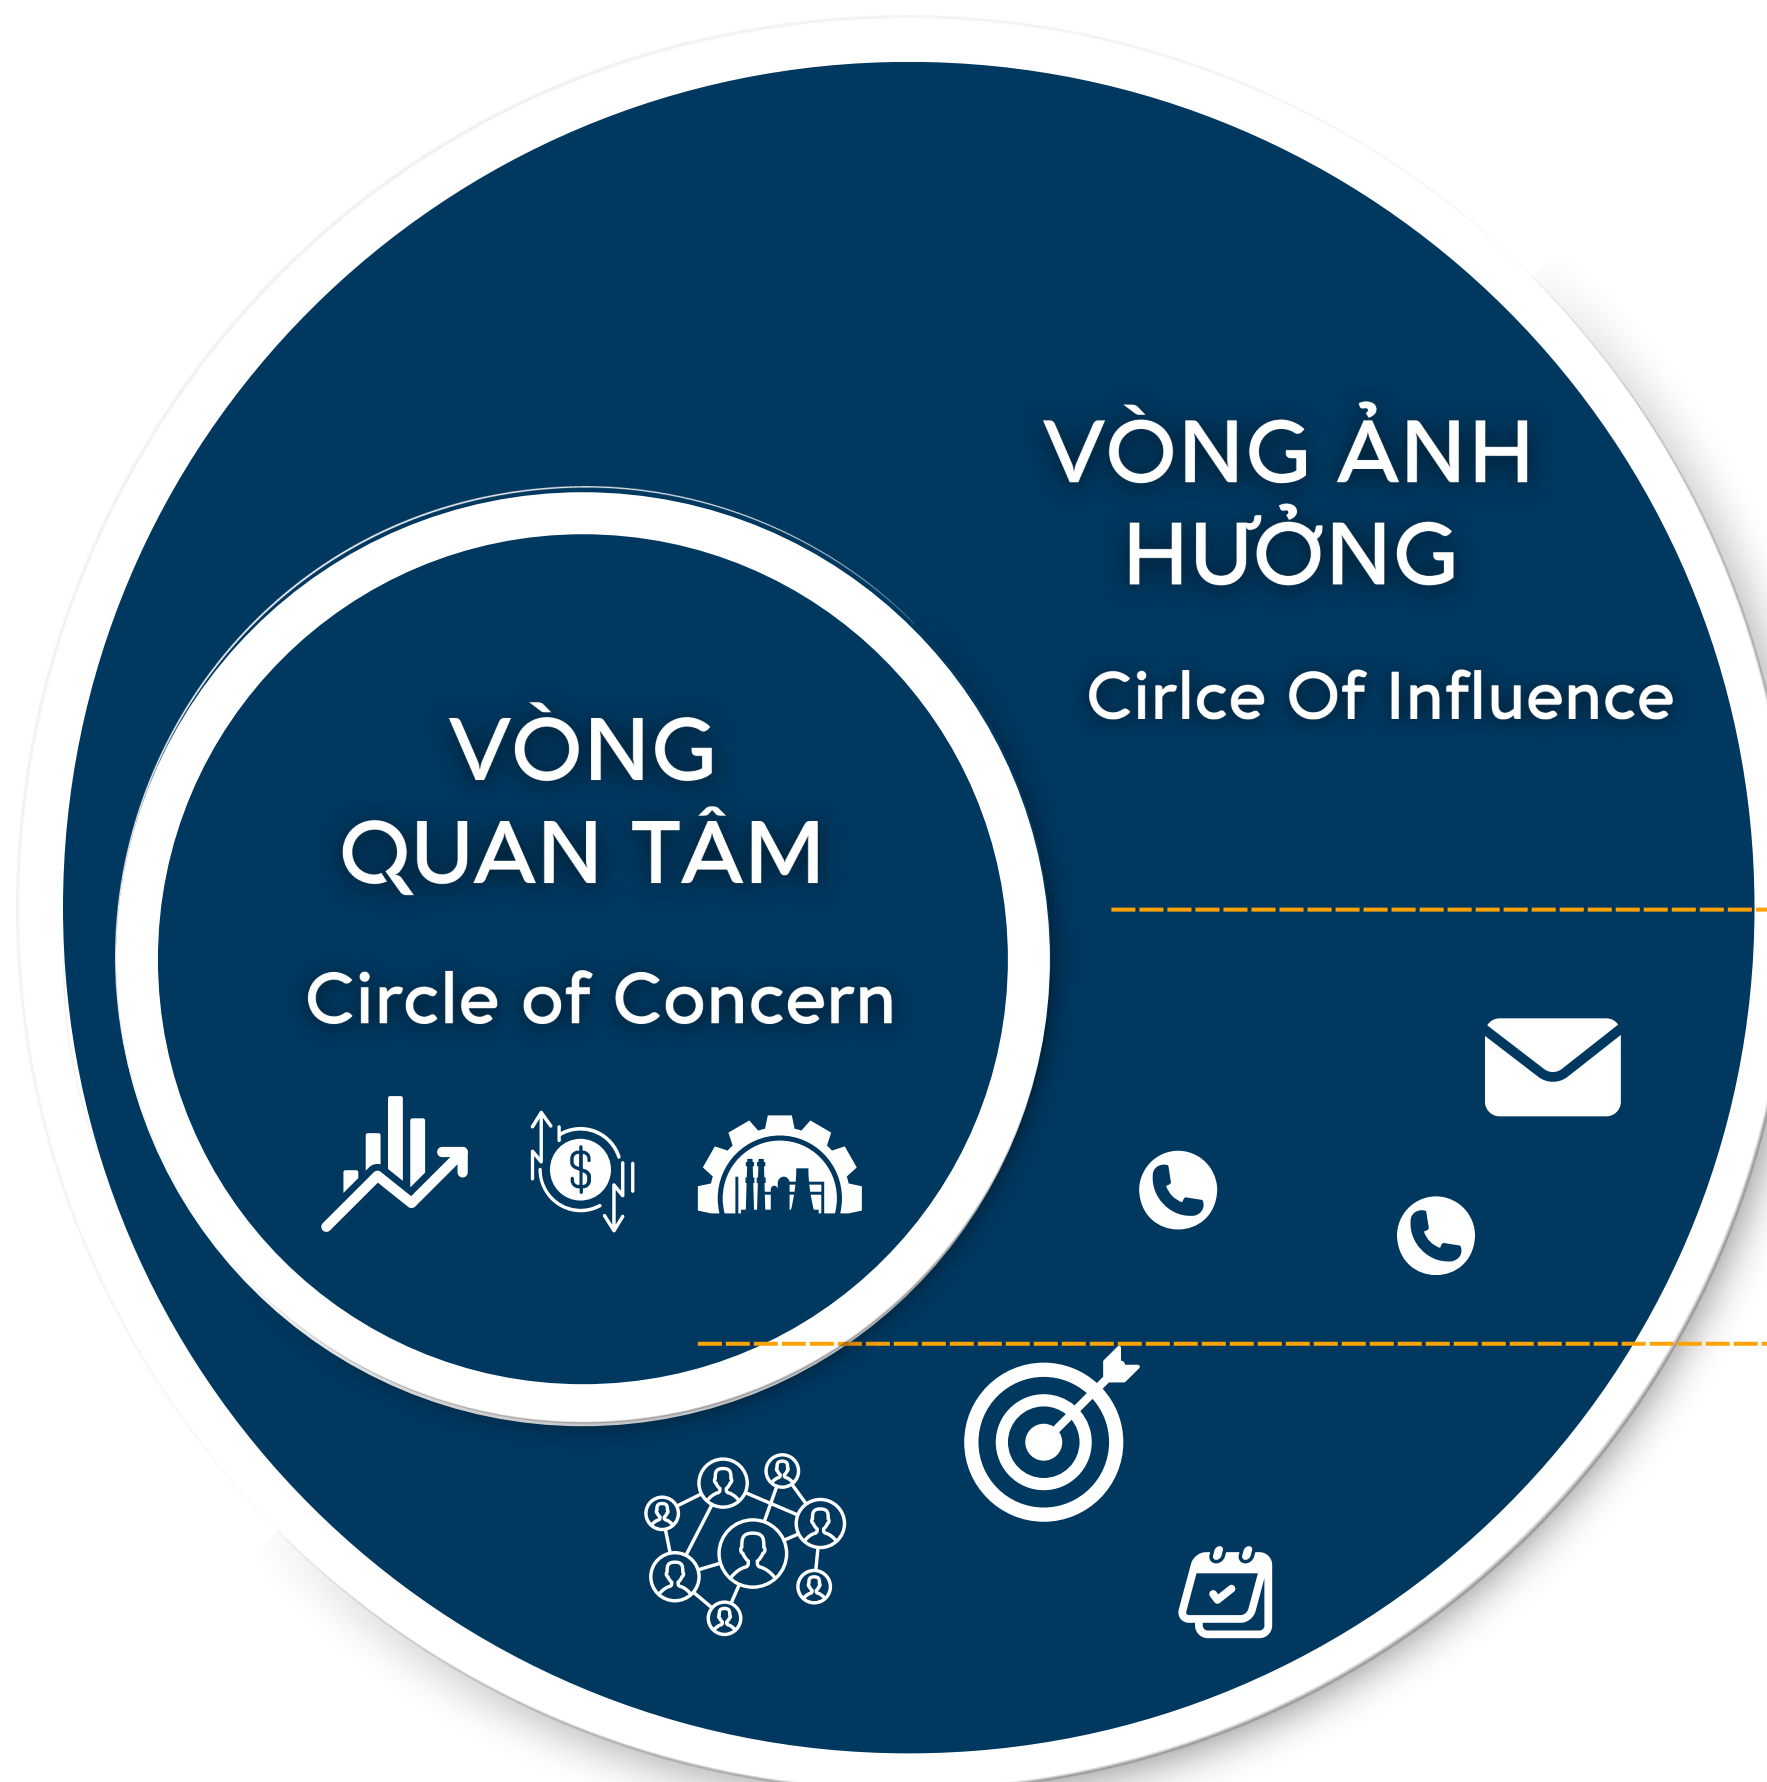 VÒNG ẢNH
HƯỞNG
Cirlce Of Influence
VÒNG
QUAN TÂM
Circle of Concern
$